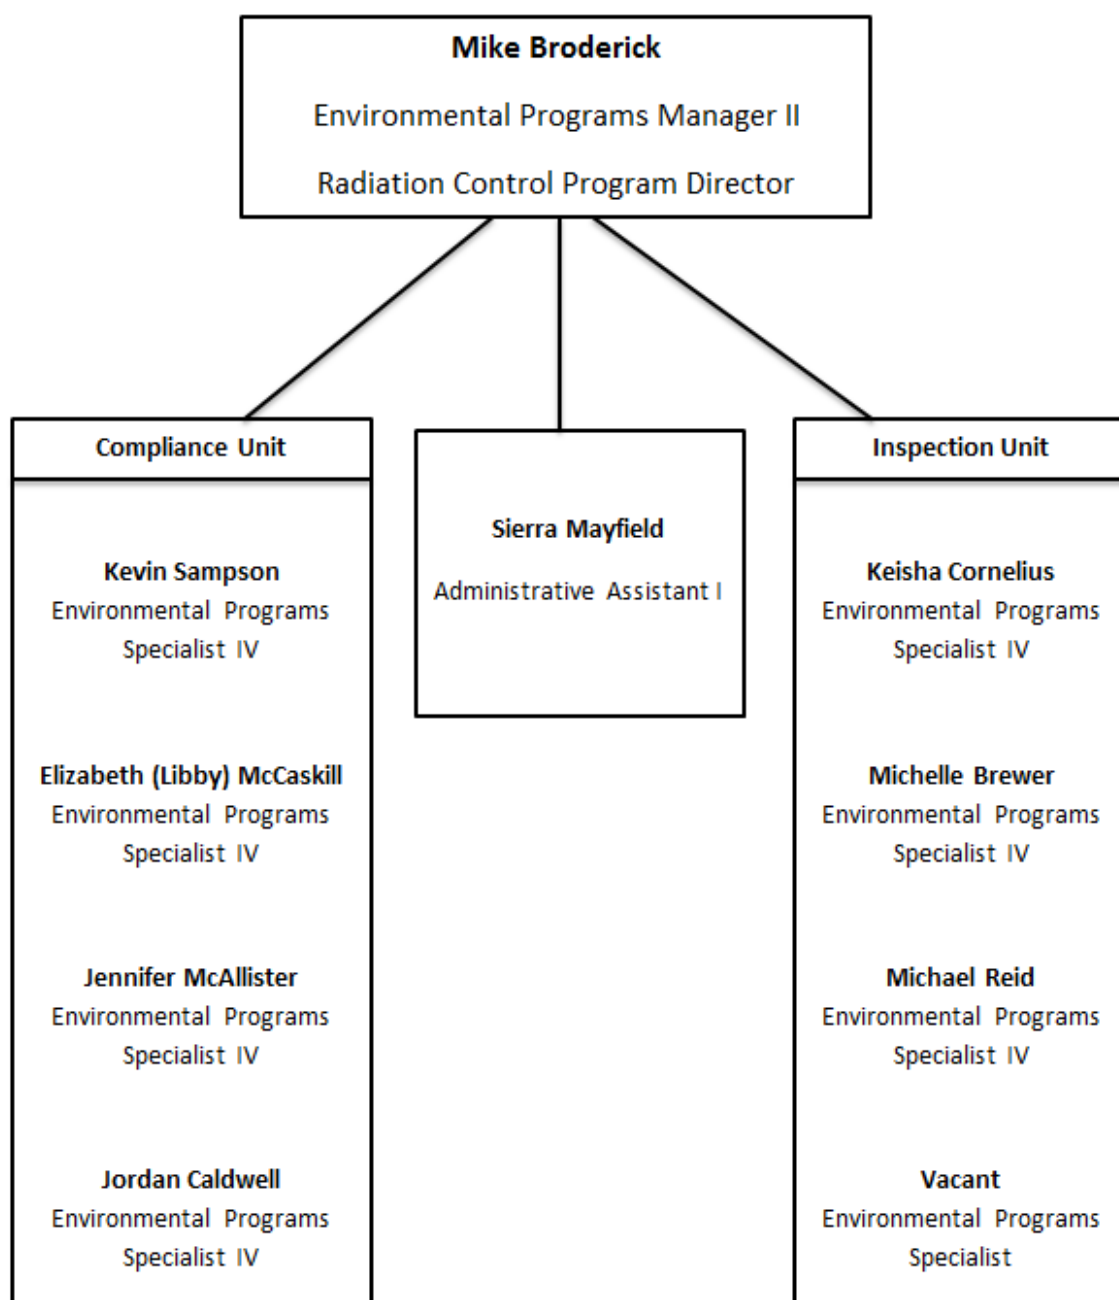 Mike Broderick
Environmental Programs Manager II
Radiation Control Program Director
Compliance Unit
Kevin Sampson
Environmental Programs
Specialist IV
Elizabeth (Libby) McCaskill
Environmental Programs
Specialist IV
Jennifer McAllister
Environmental Programs
Specialist IV
Jordan Caldwell
Environmental Programs
Specialist IV
Sierra Mayfield
Administrative Assistant I
Inspection Unit
Keisha Cornelius
Environmental Programs
Specialist IV
Michelle Brewer
Environmental Programs
Specialist IV
Michael Reid
Environmental Programs
Specialist IV
Vacant
Environmental Programs
Specialist